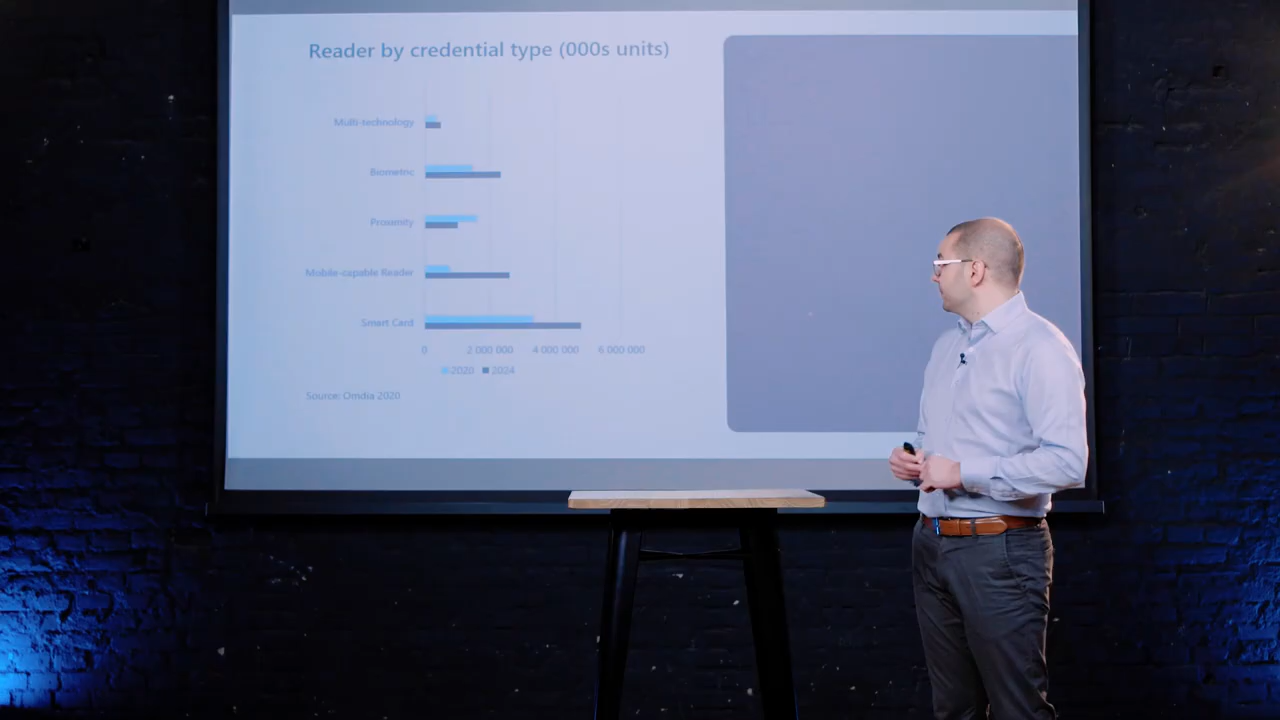 Reader by credential type (000s units)
Multi-technology
Biometric
Proximity
Mobile-capable Reader
Smart Card
0 2 000 000 4 000 000 6 000 000
2020 2024
Source: Omdia 2020